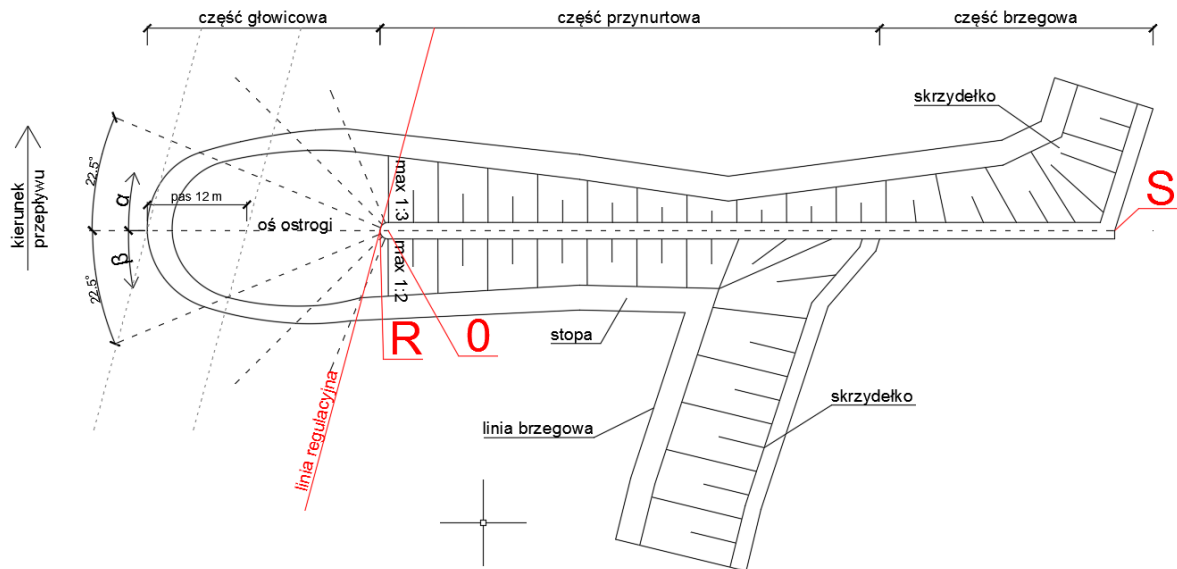 część głowicowa
część przynurtowa
część brzegowa
skrzydełko
kierunek
przepływu
22.5°
α
pas 12 m
max 1:3
S
oś ostrogi
β
max 1:2
22.5°
R
0
stopa
linia regulacyjna
skrzydełko
linia brzegowa